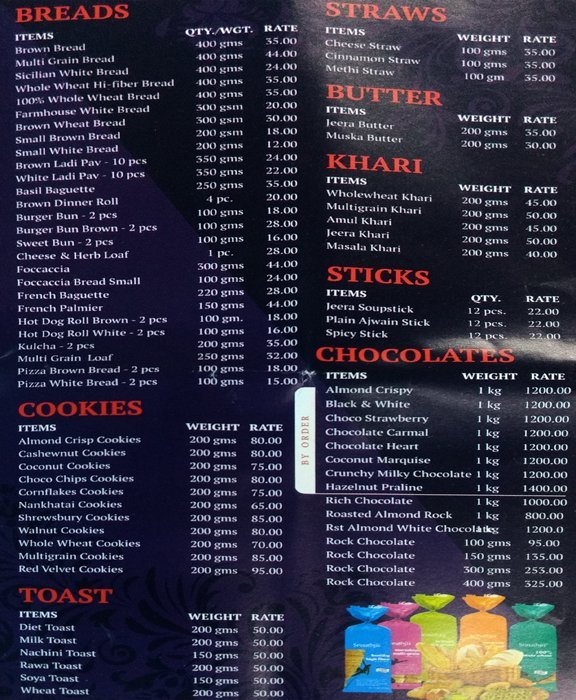 BREADS
ITEMS QTY./WGT. RATE
Brown Bread 400 gms 35.00
Multi Grain Bread 400 gms 44.00
Sicilian White Bread 400 gms 24.00
Whole Wheat Hi-fiber Bread 400 gms 35.00
100% Whole Wheat Bread 400 gms 35.00
Farmhouse White Bread 300 gsm 20.00
Brown Wheat Bread 300 gsm 30.00
Small Brown Bread 200 gsm 18.00
Small White Bread 200 gms 12.00
Brown Ladi Pav - 10 pcs 350 gms 24.00
White Ladi Pav - 10 pcs 350 gms 22.00
Basil Baguette 250 gms 35.00
Brown Dinner Roll 4 pc. 20.00
Burger Bun - 2 pcs 100 gms 18.00
Burger Bun Brown - 2 pcs 100 gms 28.00
Sweet Bun - 2 pcs 100 gms 16.00
Cheese & Herb Loaf 1 pc. 28.00
Foccaccia 300 gms 44.00
Foccaccia Bread Small 100 gms 24.00
French Baguette 220 gms 28.00
French Palmier 150 gms 44.00
Hot Dog Roll Brown - 2 pcs 100 gm. 18.00
Hot Dog Roll White - 2 pcs 100 gms 16.00
Kulcha - 2 pcs 200 gms 35.00
Multi Grain Loaf 250 gms 32.00
Pizza Brown Bread - 2 pcs 100 gms 18.00
Pizza White Bread - 2 pcs 100 gms 15.00
COOKIES
ITEMS WEIGHT RATE
Almond Crisp Cookies 200 gms 80.00
Cashewnut Cookies 200 gms 80.00
Coconut Cookies 200 gms 75.00
Choco Chips Cookies 200 gms 80.00
Cornflakes Cookies 200 gms 75.00
Nankhatai Cookies 200 gms 65.00
Shrewsbury Cookies 200 gms 85.00
Walnut Cookies 200 gms 80.00
Whole Wheat Cookies 200 gms 70.00
Multigrain Cookies 200 gms 85.00
Red Velvet Cookies 200 gms 95.00
TOAST
ITEMS WEIGHT RATE
Diet Toast 200 gms 50.00
Milk Toast 200 gms 50.00
Nachini Toast 150 gms 50.00
Rawa Toast 200 gms 50.00
Soya Toast 150 gms 50.00
Wheat Toast 200 gms 50.00
STRAWS
ITEMS WEIGHT RATE
Cheese Straw 100 gms 35.00
Cinnamon Straw 100 gms 35.00
Methi Straw 100 gm 35.00
BUTTER
ITEMS WEIGHT RATE
Jeera Butter 200 gms 35.00
Muska Butter 200 gms 30.00
KHARI
ITEMS WEIGHT RATE
Wholewheat Khari 200 gms 45.00
Multigrain Khari 200 gms 50.00
Amul Khari 200 gms 45.00
Jeera Khari 200 gms 50.00
Masala Khari 200 gms 40.00
STICKS
ITEMS QTY. RATE
Jeera Soupstick 12 pcs. 22.00
Plain Ajwain Stick 12 pcs. 22.00
Spicy Stick 12 pcs. 22.00
CHOCOLATES
ITEMS WEIGHT RATE
BY ORDER
Almond Crispy 1 kg 1200.00
Black & White 1 kg 1200.00
Choco Strawberry 1 kg 1200.00
Chocolate Carmal 1 kg 1200.00
Chocolate Heart 1 kg 1200.00
Coconut Marquise 1 kg 1200.00
Crunchy Milky Chocolate 1 kg 1200.00
Hazelnut Praline 1 kg 1400.00
Rich Chocolate 1 kg 1000.00
Roasted Almond Rock 1 kg 800.00
Rst Almond White Chocolate 1kg 1200.0
Rock Chocolate 100 gms 95.00
Rock Chocolate 150 gms 135.00
Rock Chocolate 300 gms 253.00
Rock Chocolate 400 gms 325.00